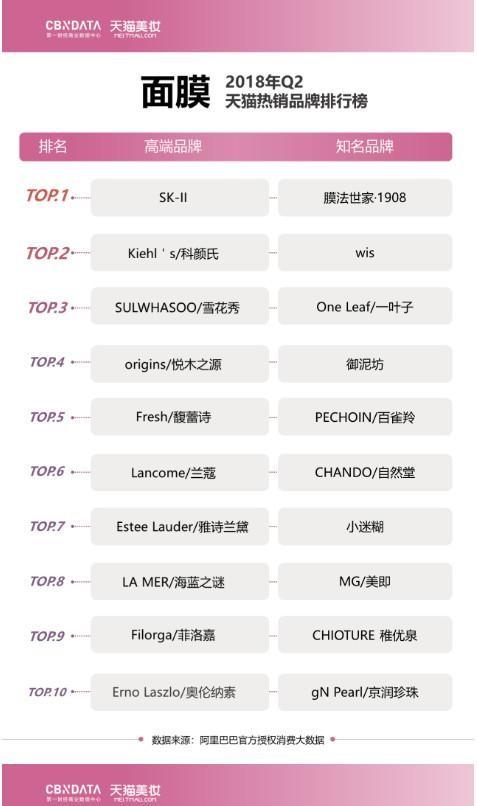 CBNDATA 天猫美妆
第一财经商业数据中心 MEITMALL.COM
面膜 2018年Q2
天猫热销品牌排行榜
排名 高端品牌 知名品牌
TOP.1 SK-II 膜法世家·1908
TOP.2 Kiehl's/科颜氏 wis
TOP.3 SULWHASOO/雪花秀 One Leaf/一叶子
TOP.4 origins/悦木之源 御泥坊
TOP.5 Fresh/馥蕾诗 PECHOIN/百雀羚
TOP.6 Lancome/兰蔻 CHANDO/自然堂
TOP.7 Estee Lauder/雅诗兰黛 小迷糊
TOP.8 LA MER/海蓝之谜 MG/美即
TOP.9 Filorga/菲洛嘉 CHIOTURE 稚优泉
TOP.10 Erno Laszlo/奥伦纳素 gN Pearl/京润珍珠
数据来源：阿里巴巴官方授权消费大数据
CBNDATA 天猫美妆
第一财经商业数据中心 MEITMALL.COM